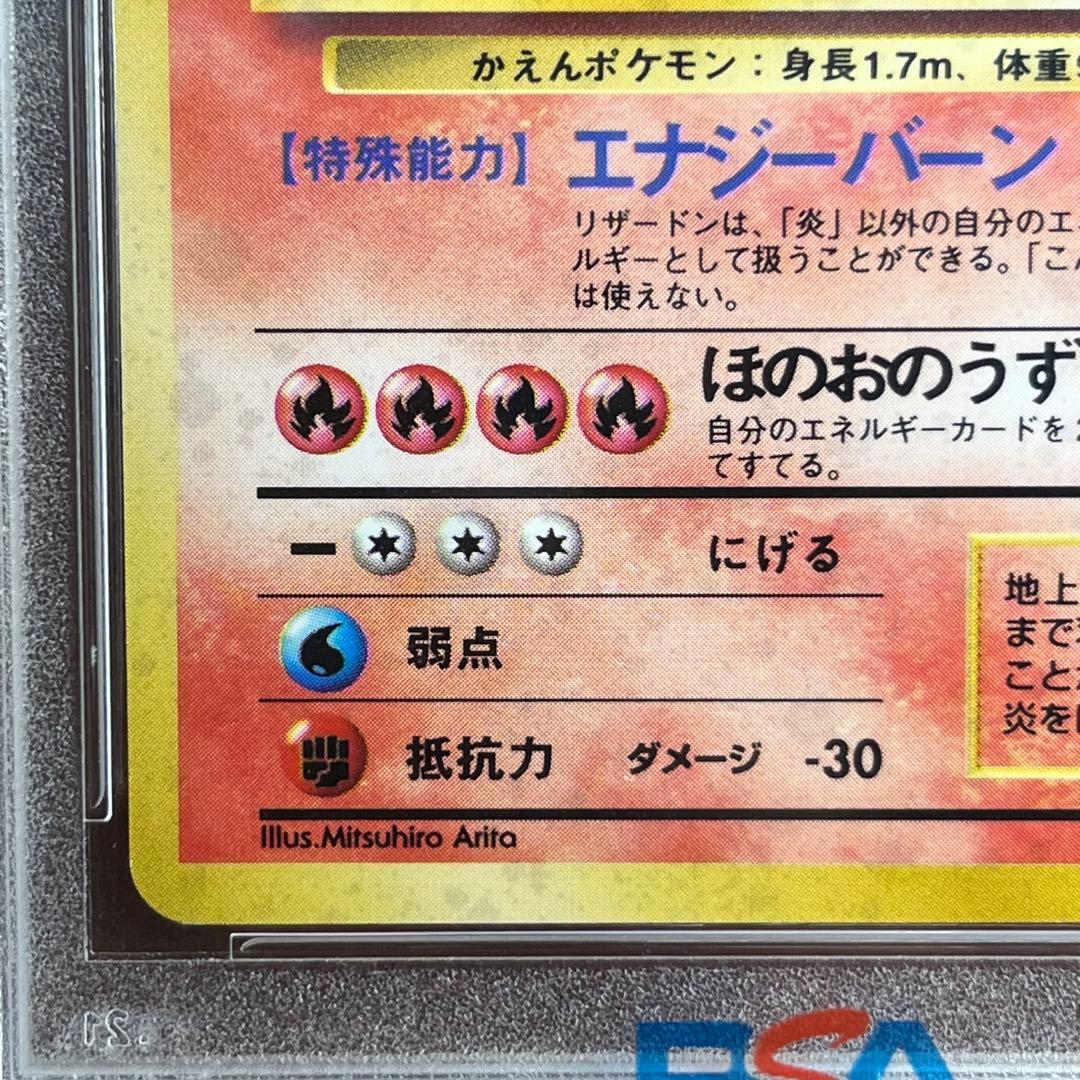 かえんポケモン：身長1.7m、体重
【特殊能力】 エナジーバーン
リザードンは、「炎」以外の自分のエネ
ルギーとして扱うことができる。「こん
は使えない。
ほのおのうず
自分のエネルギーカードを
てすてる。
にげる
弱点
抵抗力 ダメージ -30
地上
まで
こと
炎を
Illus.Mitsuhiro Arita
PSA